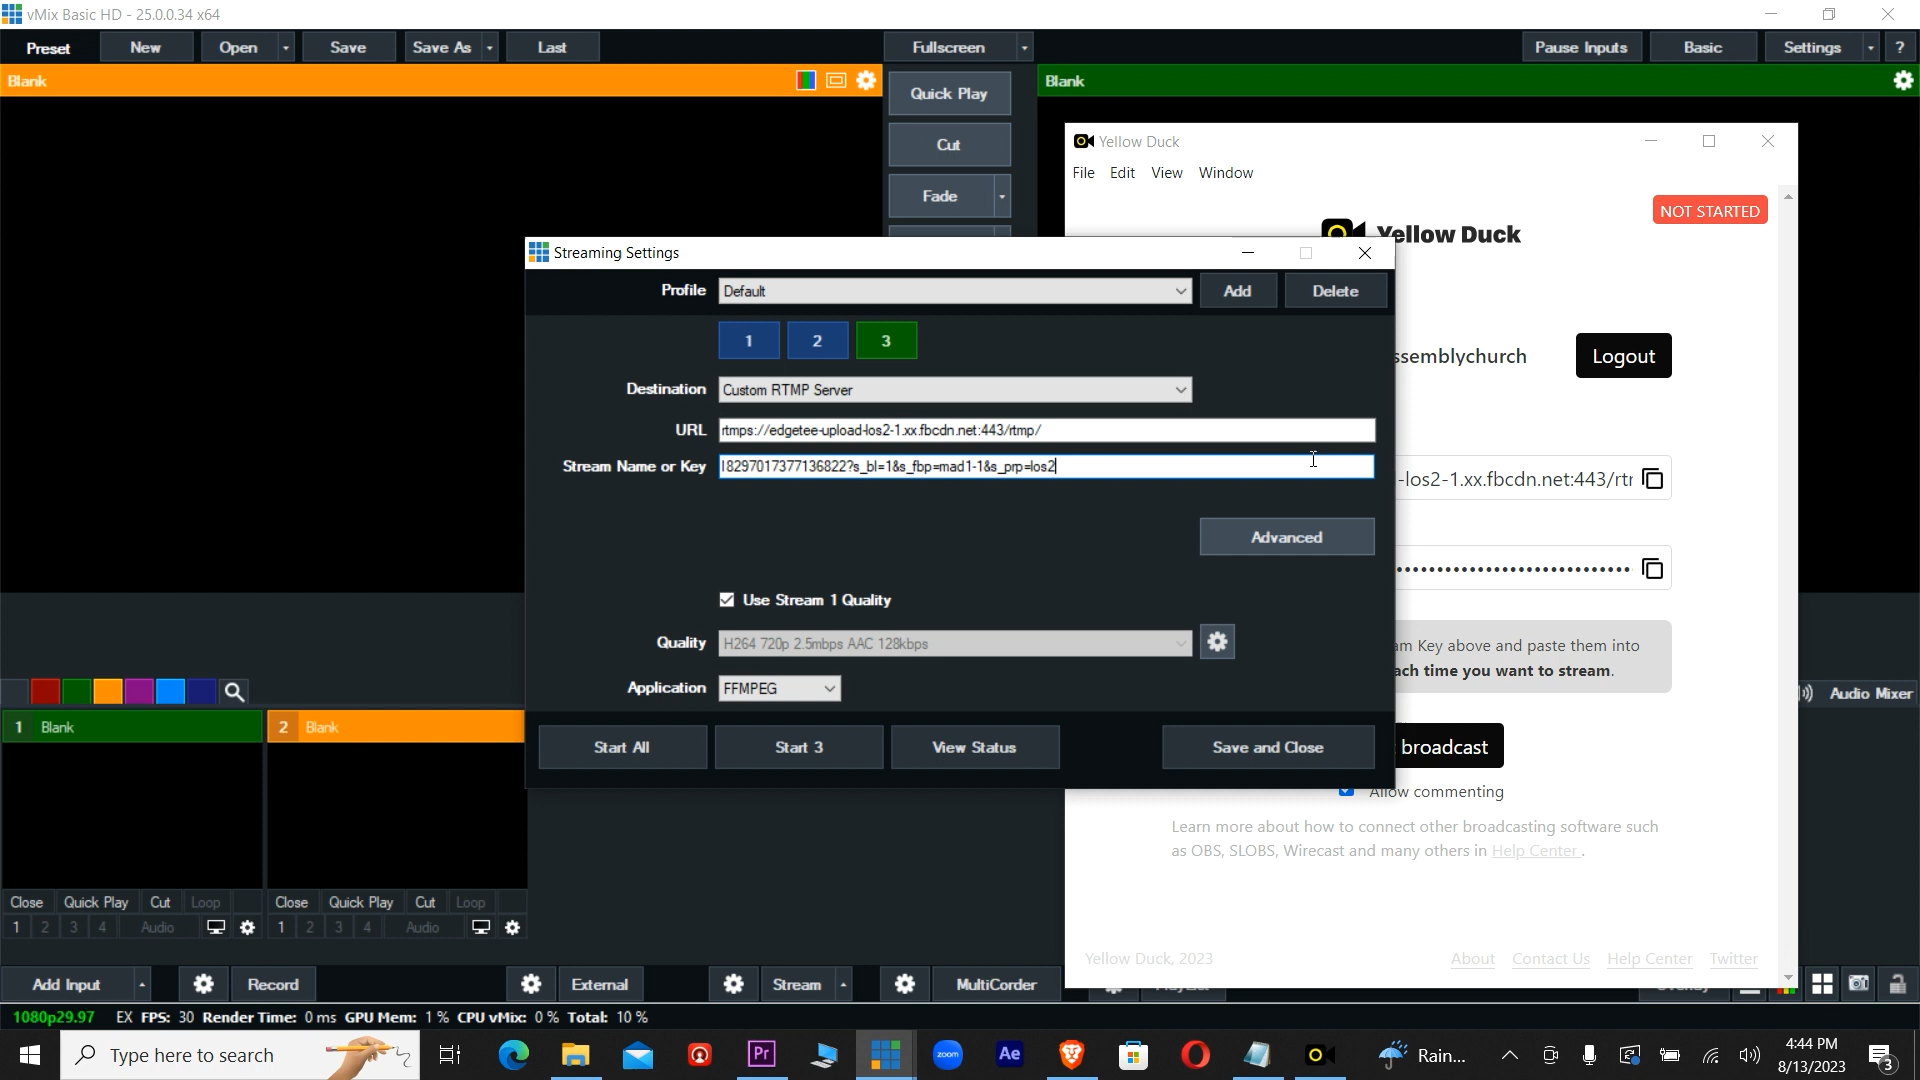 vMix Basic HD - 25.0.0.34 x64
Preset New Open Save Save As Last Fullscreen Pause Inputs Basic Settings ?
Blank
Quick Play
Cut
Fade
Blank
Yellow Duck
File Edit View Window
NOT STARTED
Yellow Duck
Streaming Settings
Profile Default Add Delete
1 2 3
ssemblychurch Logout
Destination Custom RTMP Server
URL rtmps://edgetee-upload-los2-1.xx.fbcdn.net:443/rtmp/
Stream Name or Key 18297017377136822?s_bl=1&s_fbp=mad1-1&s_prp=los2
-los2-1.xx.fbcdn.net:443/rtr
Advanced
Use Stream 1 Quality
Quality H264 720p 2.5mbps AAC 128kbps
am Key above and paste them into
ach time you want to stream.
Application FFMPEG
Start All Start 3 View Status Save and Close
broadcast
Allow commenting
Learn more about how to connect other broadcasting software such
as OBS, SLOBS, Wirecast and many others in Help Center .
Audio Mixer
1 Blank
2 Blank
Close Quick Play Cut Loop
1 2 3 4 Audio
Close Quick Play Cut Loop
1 2 3 4 Audio
Yellow Duck, 2023 About Contact Us Help Center Twitter
Add Input Record External Stream MultiCorder
1080p29.97 EX FPS: 30 Render Time: 0 ms GPU Mem: 1 % CPU vMix: 0 % Total: 10 %
Type here to search
Pr
zoom
Ae
Rain...
4:44 PM
8/13/2023
3